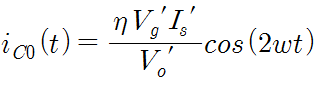 i_{C0}(t) = \frac{\eta V_g' I_s'}{V_o'} cos(2wt)